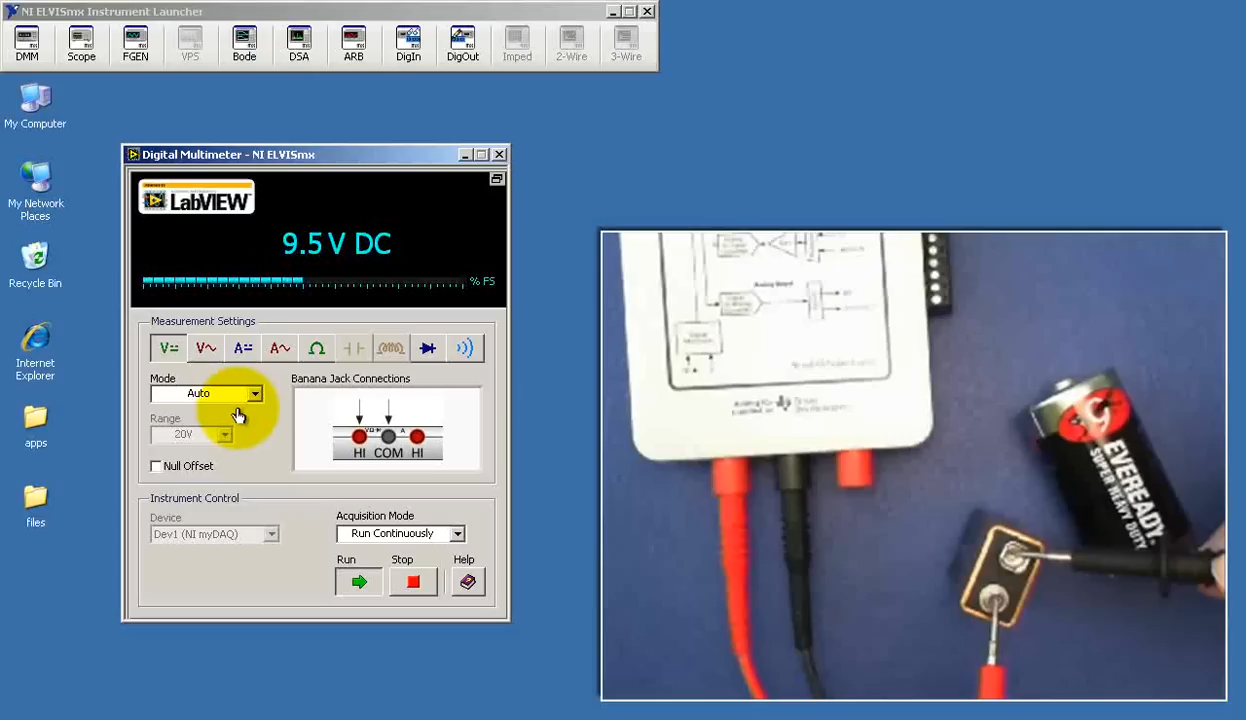 NI ELVISmx Instrument Launcher
DMM Scope FGEN VPS Bode DSA ARB DigIn DigOut Imped 2-Wire 3-Wire
My Computer
My Network
Places
Recycle Bin
Internet
Explorer
apps
files
Digital Multimeter - NI ELVISmx
LabVIEW
9.5 V DC
% FS
Measurement Settings
V V A A
Mode
Auto
Range
20V
Null Offset
Banana Jack Connections
HI COM HI
Instrument Control
Device
Dev1 (NI myDAQ)
Acquisition Mode
Run Continuously
Run Stop Help
Analog Output
EVEREADY
SUPER HEAVY DUTY